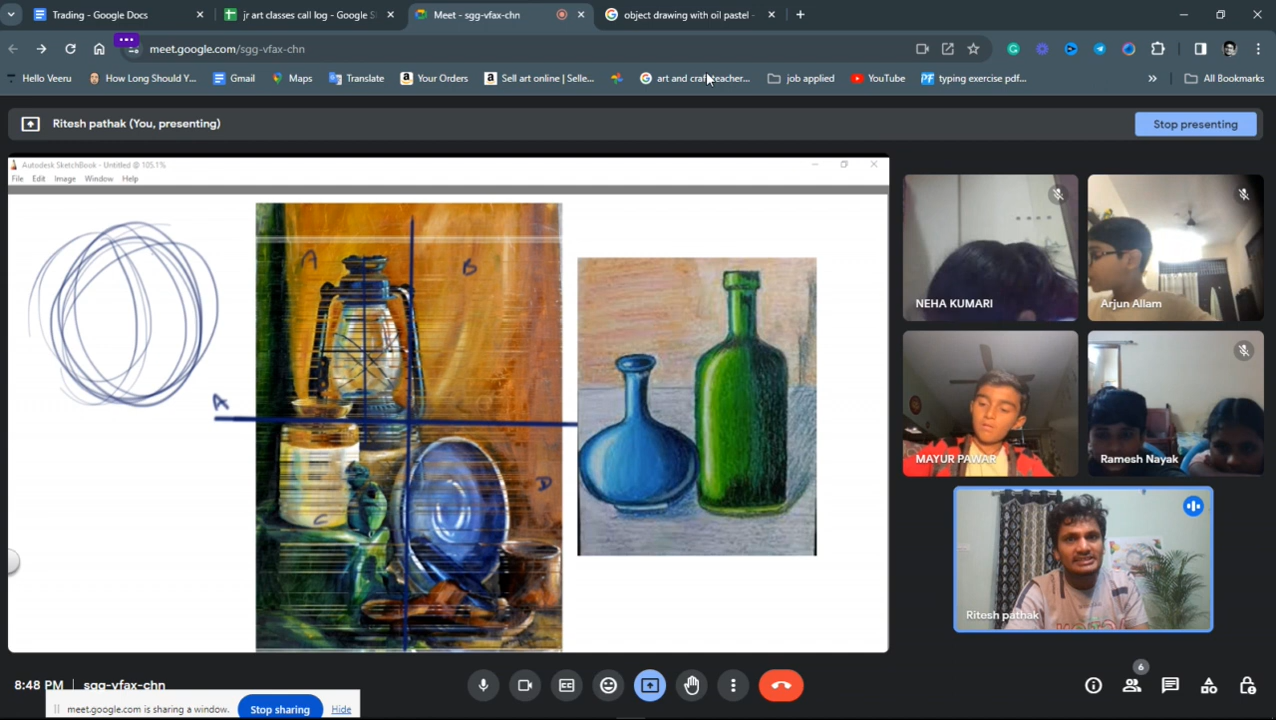 Trading - Google Docs
jr art classes call log - Google S
Meet - sgg-vfax-chn
object drawing with oil pastel -
meet.google.com/sgg-vfax-chn
Hello Veeru
How Long Should Y...
Gmail
Maps
Translate
Your Orders
Sell art online | Selle...
art and craft teacher...
job applied
YouTube
typing exercise pdf...
All Bookmarks
Ritesh pathak (You, presenting)
Stop presenting
Autodesk SketchBook - Untitled @ 105.1%
File Edit Image Window Help
A
B
A
C
D
NEHA KUMARI
Arjun Allam
MAYUR PAWAR
Ramesh Nayak
Ritesh pathak
8:48 PM | sgg-vfax-chn
6
meet.google.com is sharing a window.
Stop sharing
Hide